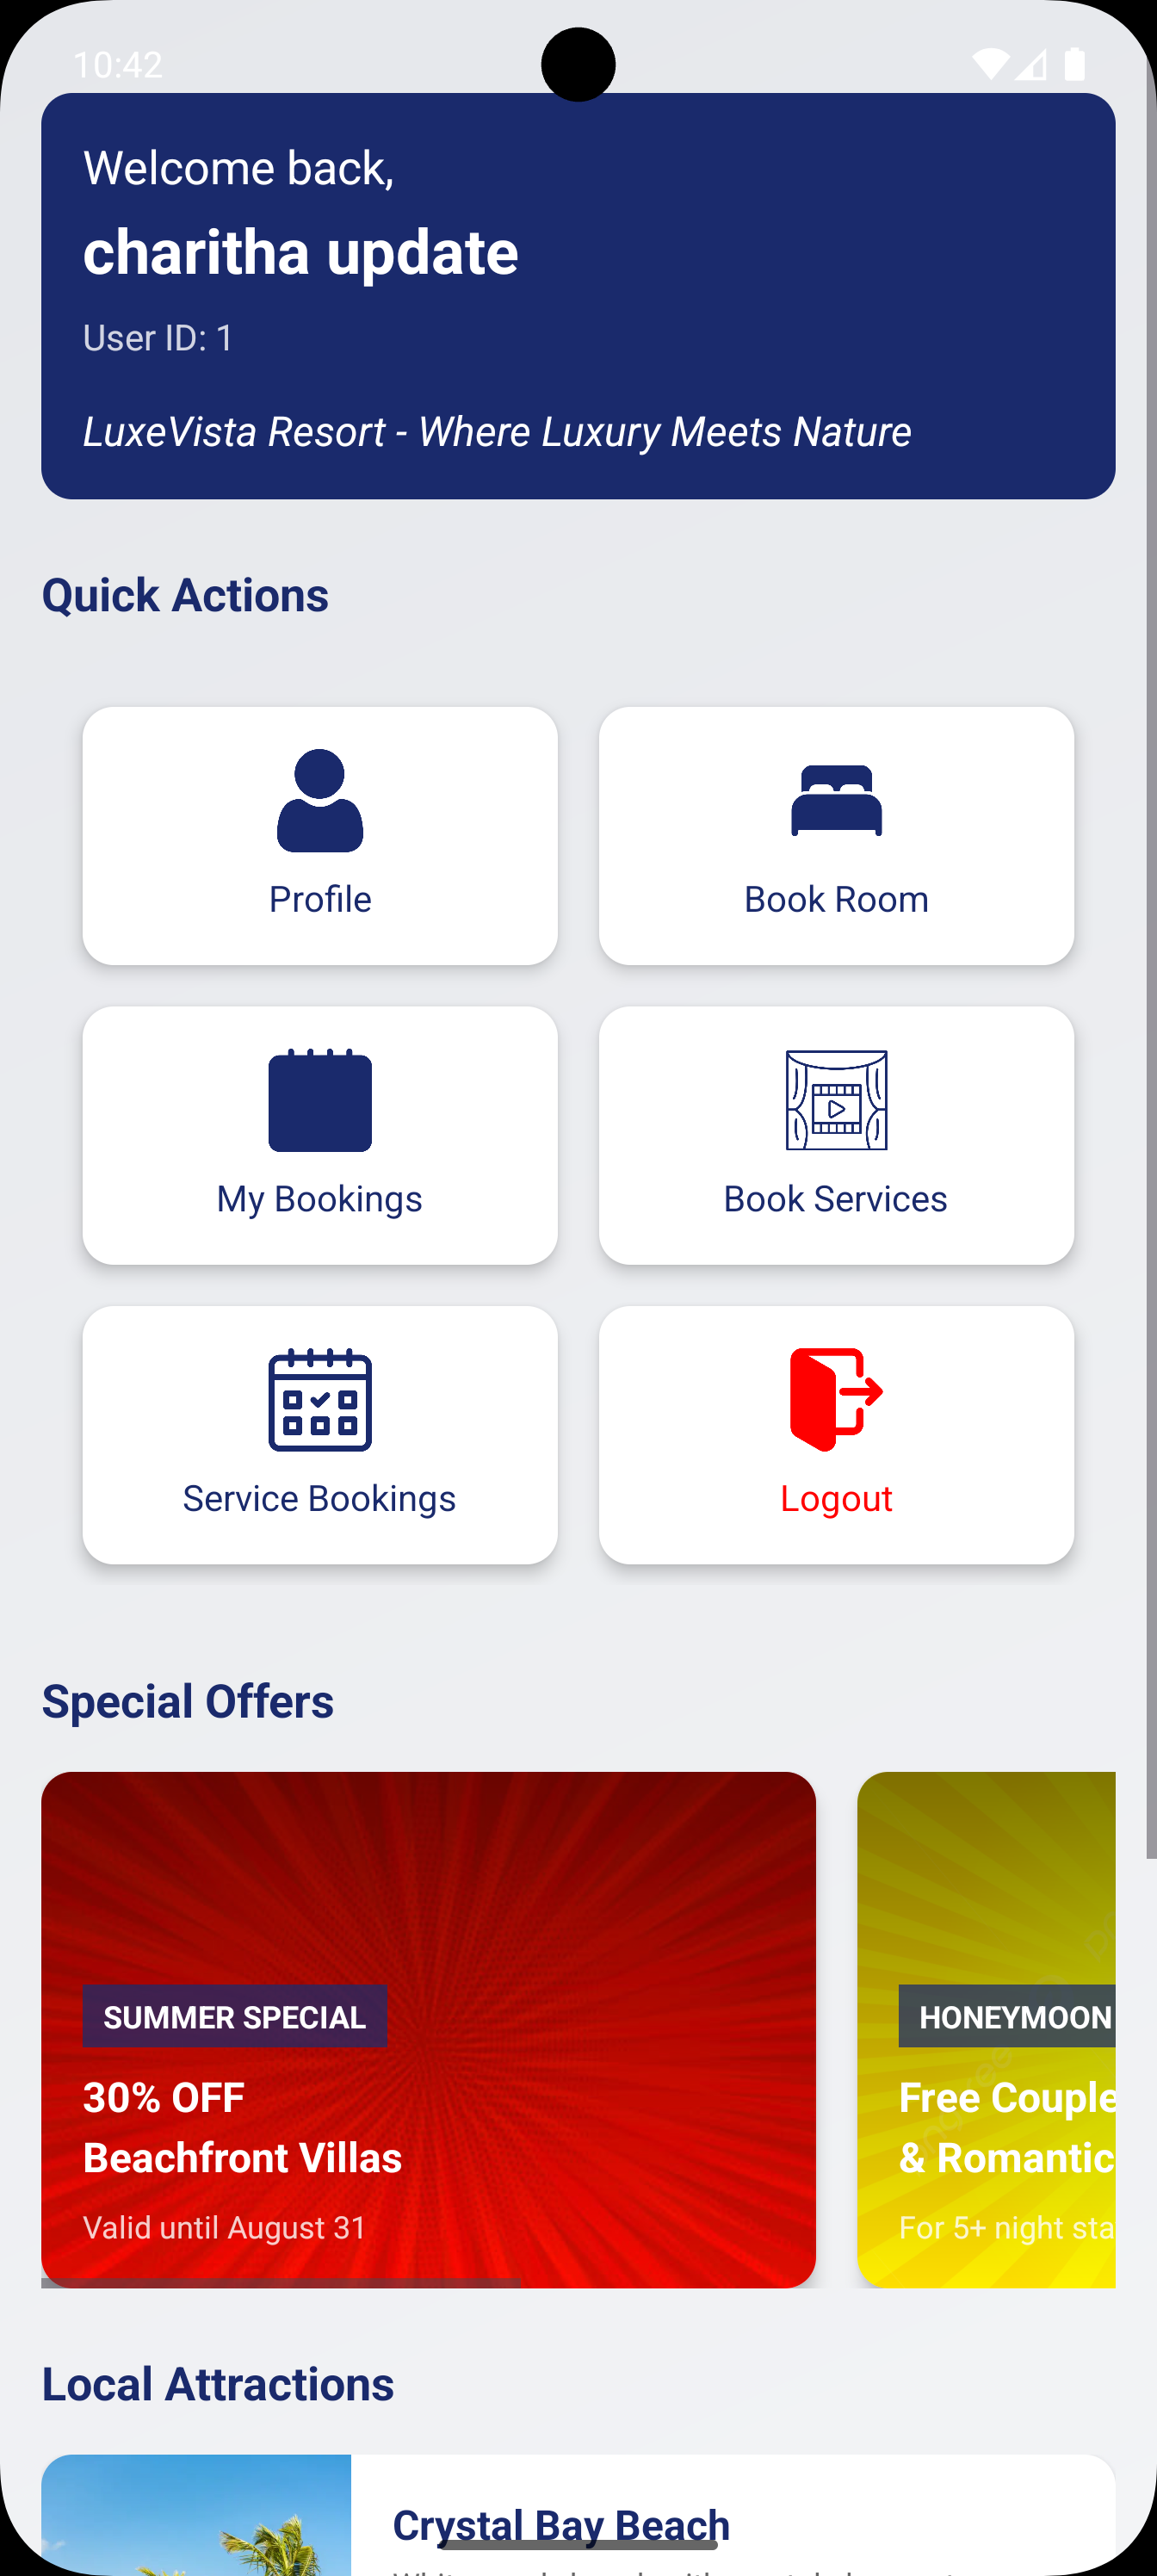 10:42
Welcome back,
charitha update
User ID: 1
LuxeVista Resort - Where Luxury Meets Nature
Quick Actions
Profile
Book Room
My Bookings
Book Services
Service Bookings
Logout
Special Offers
SUMMER SPECIAL
30% OFF
Beachfront Villas
Valid until August 31
HONEYMOON
Free Couple
& Romantic
For 5+ night sta
Local Attractions
Crystal Bay Beach